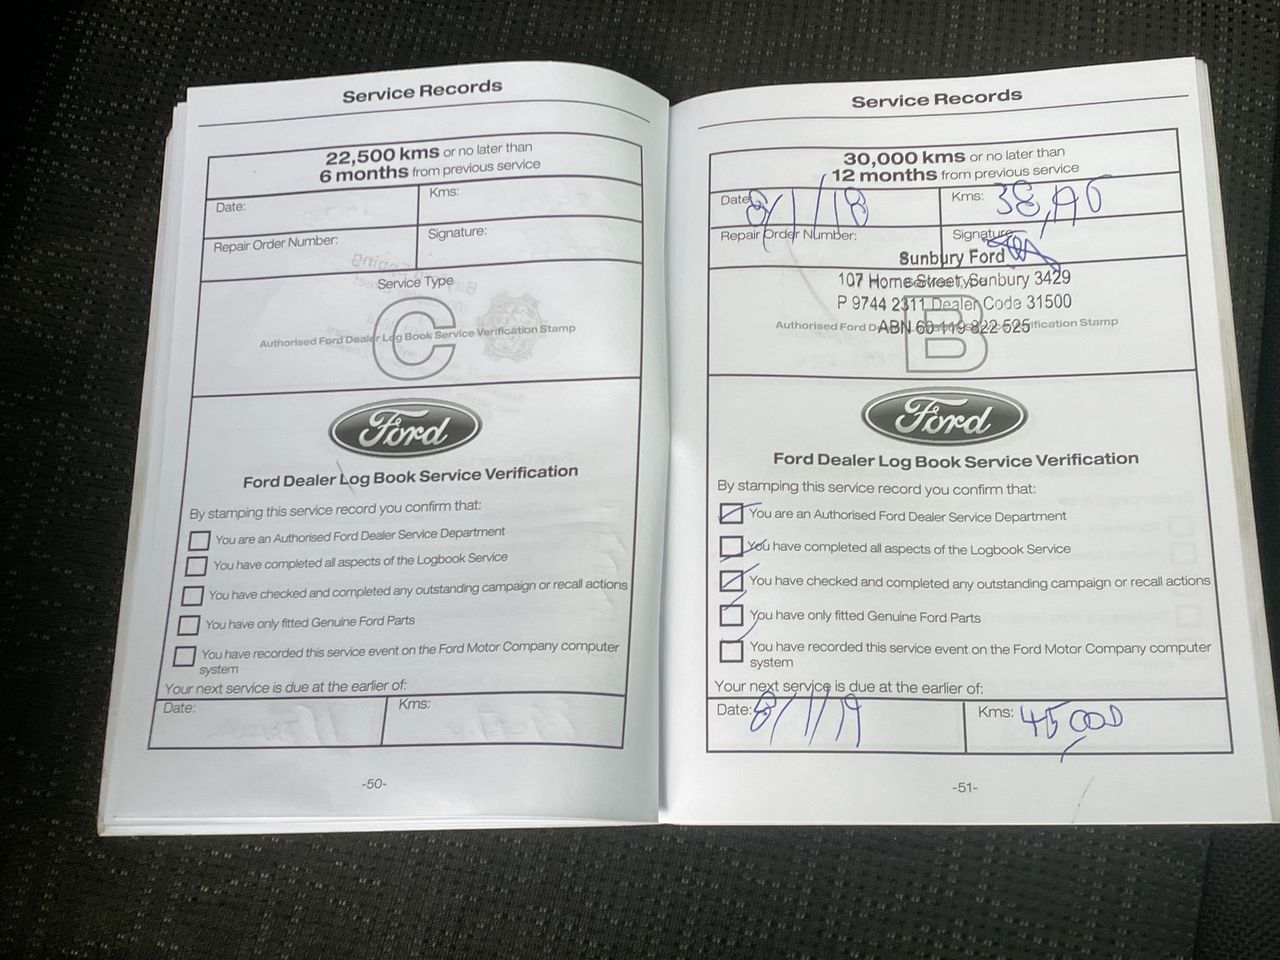 Service Records
22,500 kms or no later than
6 months from previous service
Date:
Kms:
Repair Order Number:
Signature:
Service Type
C
Authorised Ford Dealer Log Book Service Verification Stamp
Ford
Ford Dealer Log Book Service Verification
By stamping this service record you confirm that:
You are an Authorised Ford Dealer Service Department
You have completed all aspects of the Logbook Service
You have checked and completed any outstanding campaign or recall actions
You have only fitted Genuine Ford Parts
You have recorded this service event on the Ford Motor Company computer
system
Your next service is due at the earlier of:
Date:
Kms:
-50-
Service Records
30,000 kms or no later than
12 months from previous service
Date: 8/1/18
Kms:
Repair Order Number:
Signature:
Sunbury Ford
107 Horne Street, Sunbury 3429
P 9744 2311 Dealer Code 31500
ABN 60 119 822 525
Authorised Ford Verification Stamp
B
Ford
Ford Dealer Log Book Service Verification
By stamping this service record you confirm that:
You are an Authorised Ford Dealer Service Department
You have completed all aspects of the Logbook Service
You have checked and completed any outstanding campaign or recall actions
You have only fitted Genuine Ford Parts
You have recorded this service event on the Ford Motor Company computer
system
Your next service is due at the earlier of:
Date: 8/1/19
Kms: 45000
-51-